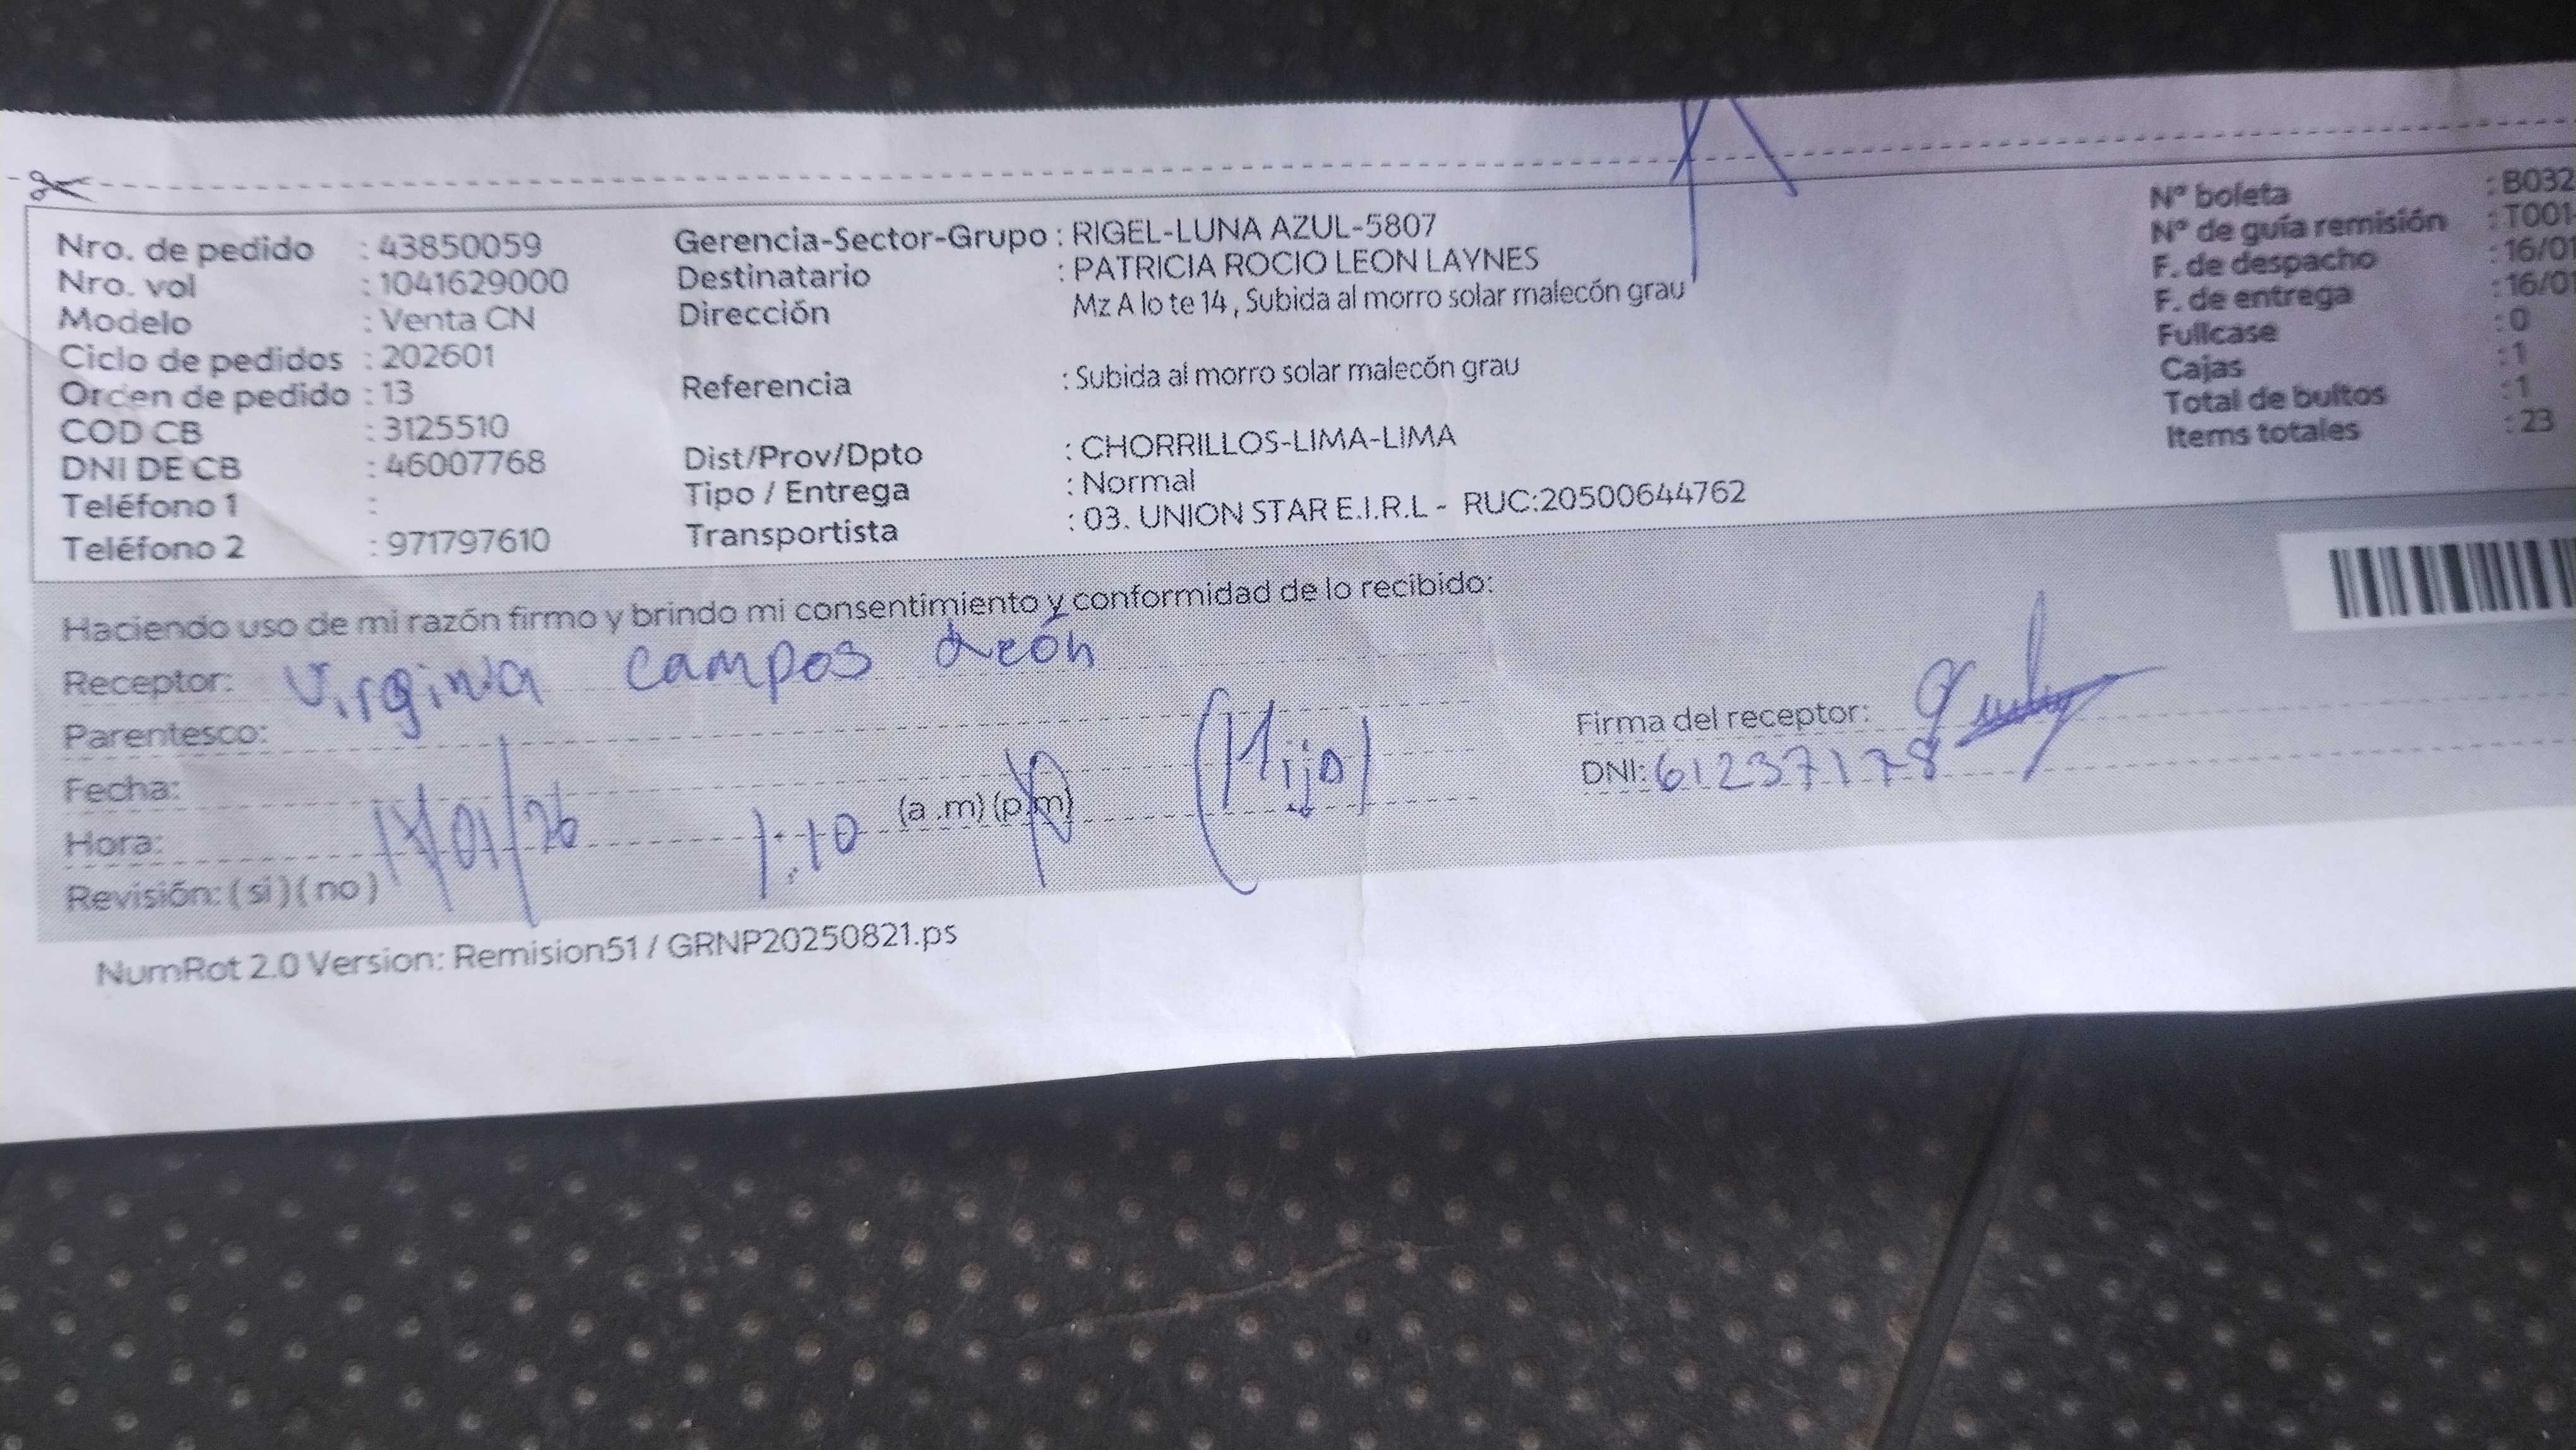 Nro. de pedido : 43850059
Nro. vol : 1041629000
Modelo : Venta CN
Ciclo de pedidos : 202601
Orden de pedido : 13
COD CB : 3125510
DNI DE CB : 46007768
Teléfono 1 :
Teléfono 2 : 971797610
Gerencia-Sector-Grupo : RIGEL-LUNA AZUL-5807
Destinatario : PATRICIA ROCIO LEON LAYNES
Dirección Mz A lo te 14 , Subida al morro solar malecón grau
Referencia : Subida al morro solar malecón grau
Dist/Prov/Dpto : CHORRILLOS-LIMA-LIMA
Tipo / Entrega : Normal
Transportista : 03. UNION STAR E.I.R.L - RUC:20500644762
N° boleta : B032
N° de guía remisión : T001
F. de despacho : 16/01
F. de entrega : 16/01
Fullcase : 0
Cajas : 1
Total de bultos : 1
Items totales : 23
Haciendo uso de mi razón firmo y brindo mi consentimiento y conformidad de lo recibido:
Receptor: Virginia Campos León
Parentesco: (Hijo)
Fecha: /01/26
Hora: 1:10 (a .m) (p.m)
Revisión: ( si ) ( no )
Firma del receptor:
DNI: 61237178
NumRot 2.0 Version: Remision51 / GRNP20250821.ps